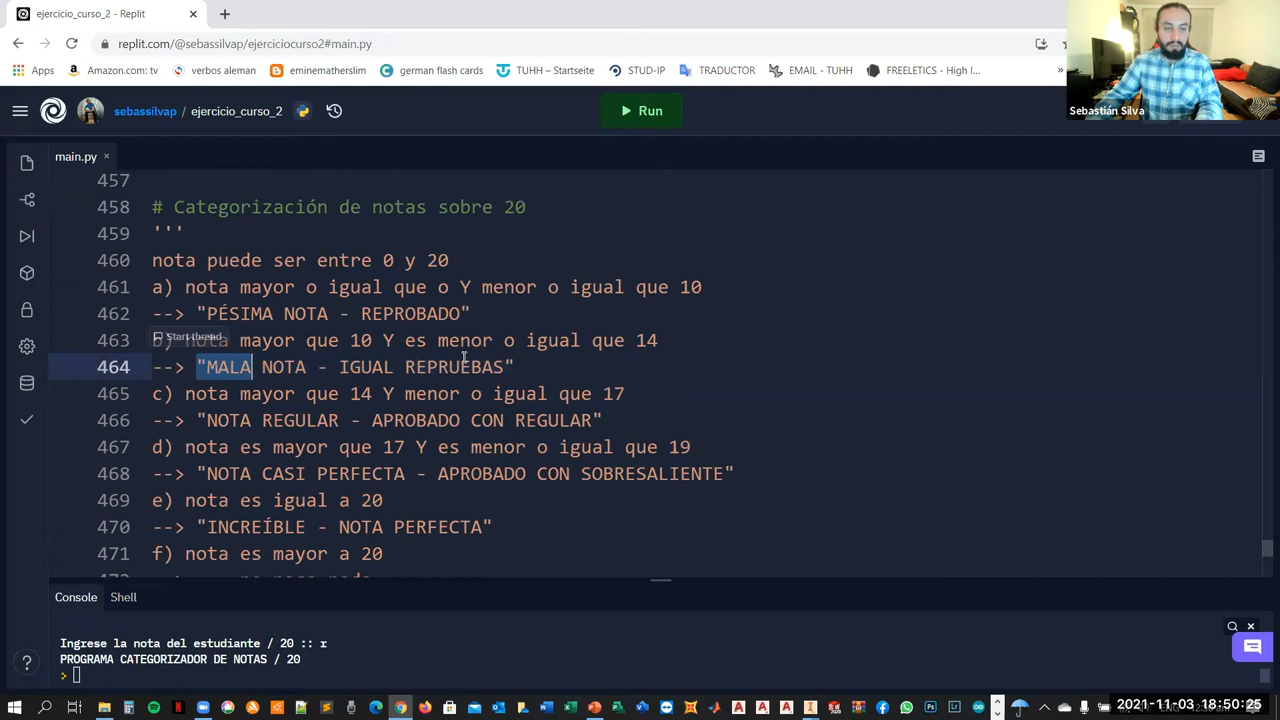 ejercicio_curso_2 - Replit
replit.com/@sebassilvap/ejerciciocurso2#main.py
Apps
Amazon.com: tv
verbos aleman
eminematherslim
german flash cards
TUHH – Startseite
STUD-IP
TRADUCTOR
EMAIL - TUHH
FREELETICS - High I...
»
Sebastián Silva
sebassilvap / ejercicio_curso_2
Run
main.py
457
458 # Categorización de notas sobre 20
459 '''
460 nota puede ser entre 0 y 20
461 a) nota mayor o igual que o Y menor o igual que 10
462 --> "PÉSIMA NOTA - REPROBADO"
Start thread
463 b) nota mayor que 10 Y es menor o igual que 14
464 --> "MALA NOTA - IGUAL REPRUEBAS"
465 c) nota mayor que 14 Y menor o igual que 17
466 --> "NOTA REGULAR - APROBADO CON REGULAR"
467 d) nota es mayor que 17 Y es menor o igual que 19
468 --> "NOTA CASI PERFECTA - APROBADO CON SOBRESALIENTE"
469 e) nota es igual a 20
470 --> "INCREÍBLE - NOTA PERFECTA"
471 f) nota es mayor a 20
Console
Shell
Ingrese la nota del estudiante / 20 :: r
PROGRAMA CATEGORIZADOR DE NOTAS / 20
>
2021-11-03 18:50:25